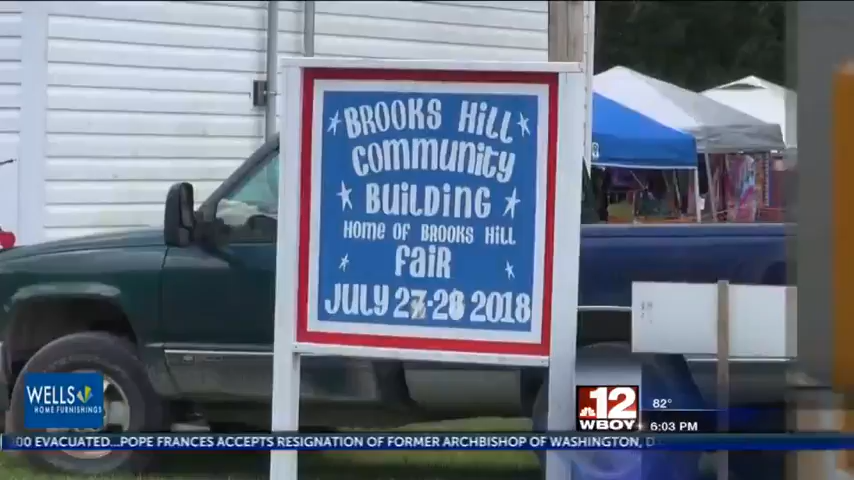 BROOKS HILL
COMMUNITY
BUILDING
HOME OF BROOKS HILL
FAIR
JULY 27-28 2018
WELLS
HOME FURNISHINGS
12
WBOY
82°
6:03 PM
00 EVACUATED...POPE FRANCES ACCEPTS RESIGNATION OF FORMER ARCHBISHOP OF WASHINGTON, D